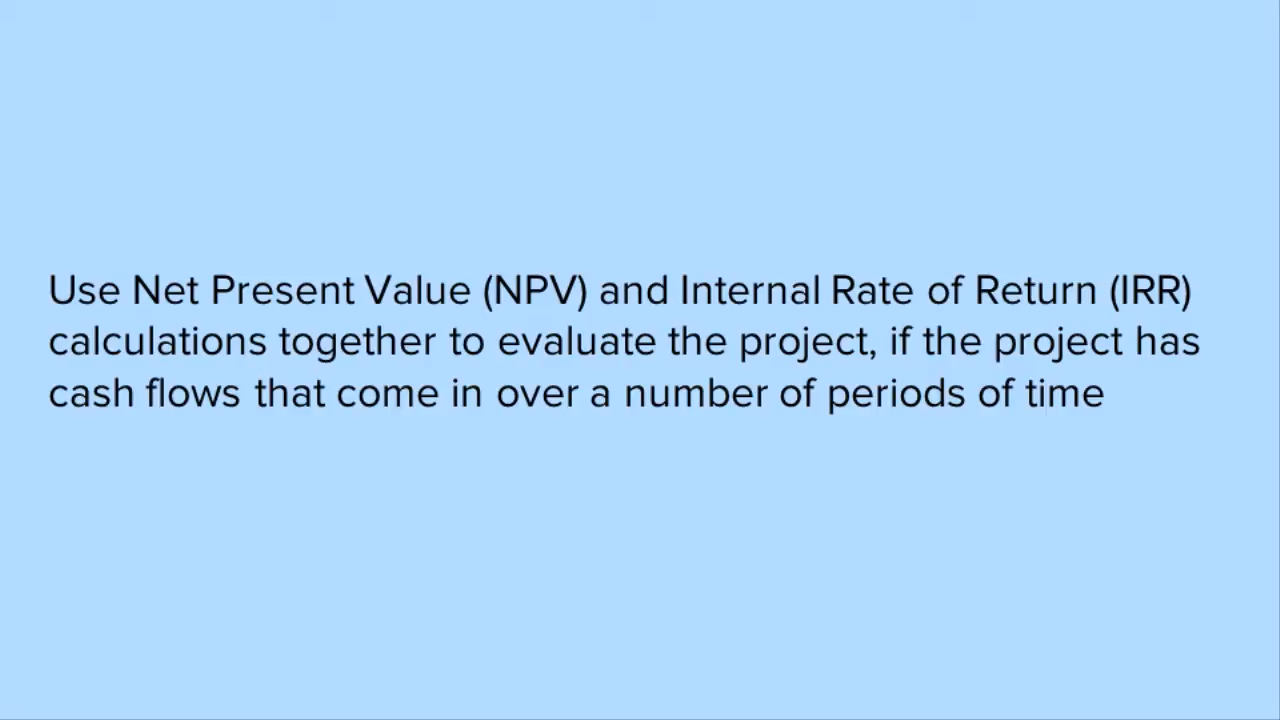 Use Net Present Value (NPV) and Internal Rate of Return (IRR)
calculations together to evaluate the project, if the project has
cash flows that come in over a number of periods of time